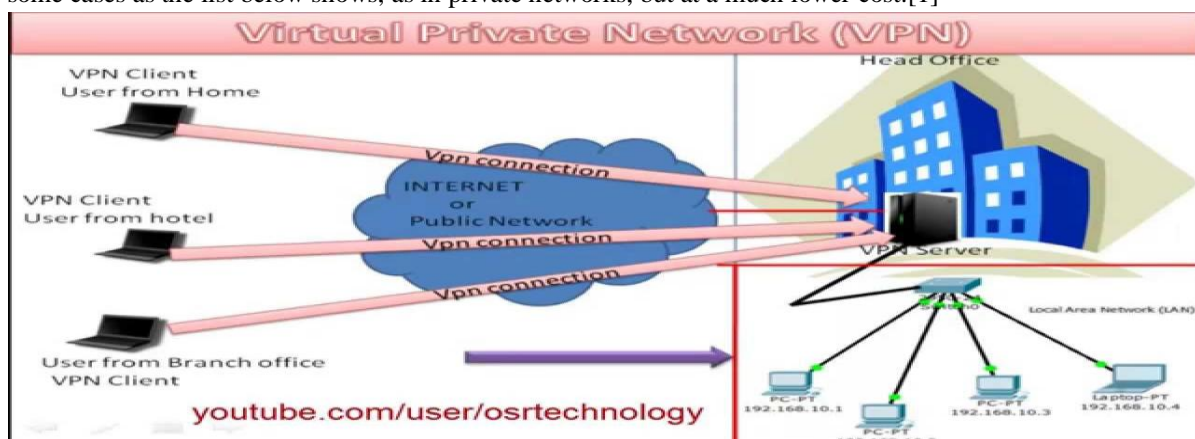 some cases as the list below shows, as in private networks, but at a much lower cost.[1]
Virtual Private Network (VPN)
VPN Client
User from Home
Head Office
Vpn connection
INTERNET
or
Public Network
VPN Client
User from hotel
Vpn connection
VPN Server
Vpn connection
Local Area Network (LAN)
User from Branch office
VPN Client
youtube.com/user/osrtechnology
PC-PT
192.168.10.1
PC-PT
PC-PT
192.168.10.3
Laptop-PT
192.168.10.4